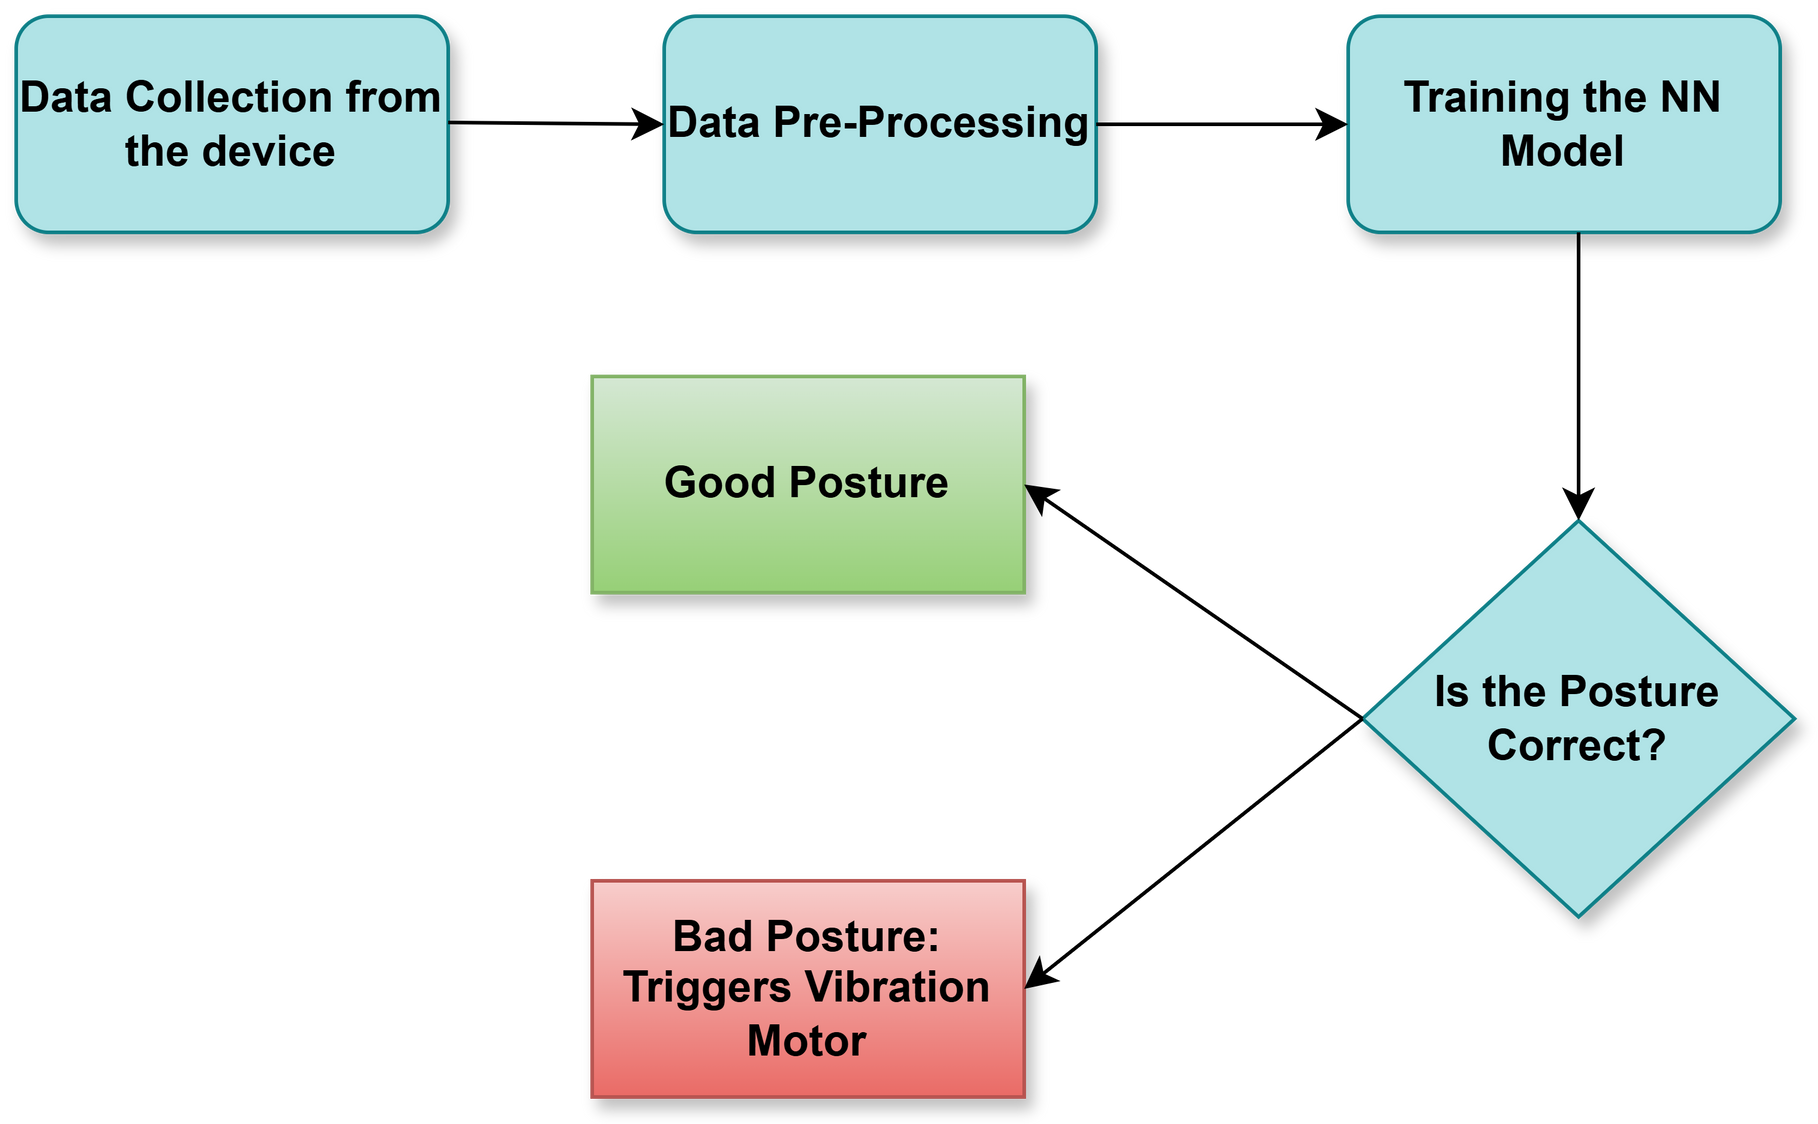 Data Collection from
the device
Data Pre-Processing
Training the NN
Model
Good Posture
Is the Posture
Correct?
Bad Posture:
Triggers Vibration
Motor